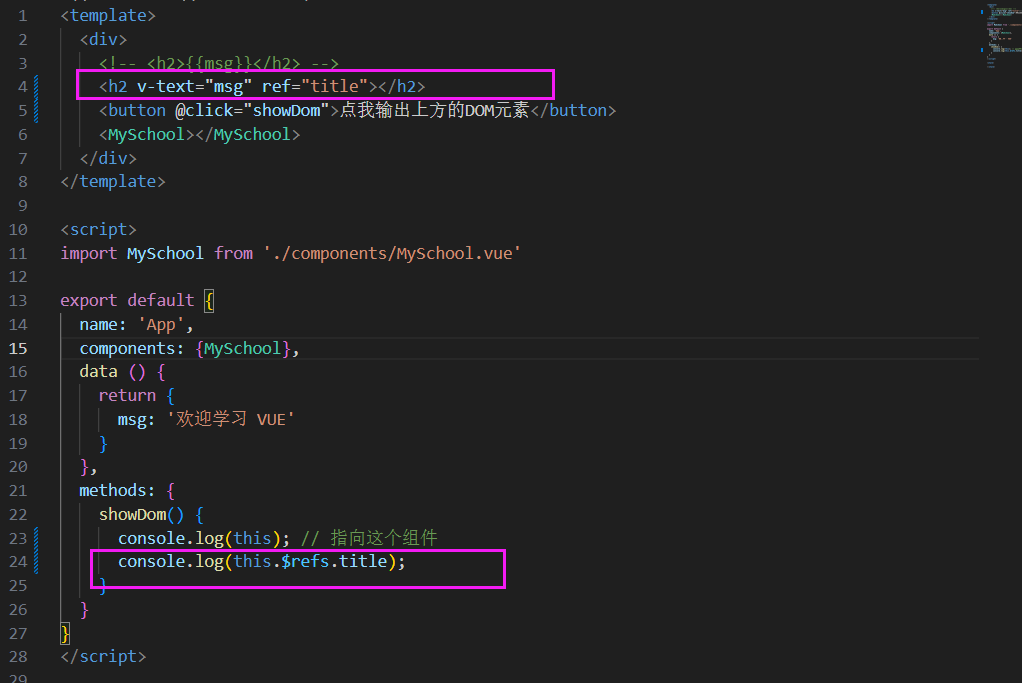 1 <template>
2 <div>
3 <!-- <h2>{{msg}}</h2> -->
4 <h2 v-text="msg" ref="title"></h2>
5 <button @click="showDom">点我输出上方的DOM元素</button>
6 <MySchool></MySchool>
7 </div>
8 </template>
9
10 <script>
11 import MySchool from './components/MySchool.vue'
12
13 export default {
14 name: 'App',
15 components: {MySchool},
16 data () {
17 return {
18 msg: '欢迎学习 VUE'
19 }
20 },
21 methods: {
22 showDom() {
23 console.log(this); // 指向这个组件
24 console.log(this.$refs.title);
25 }
26 }
27 }
28 </script>
29